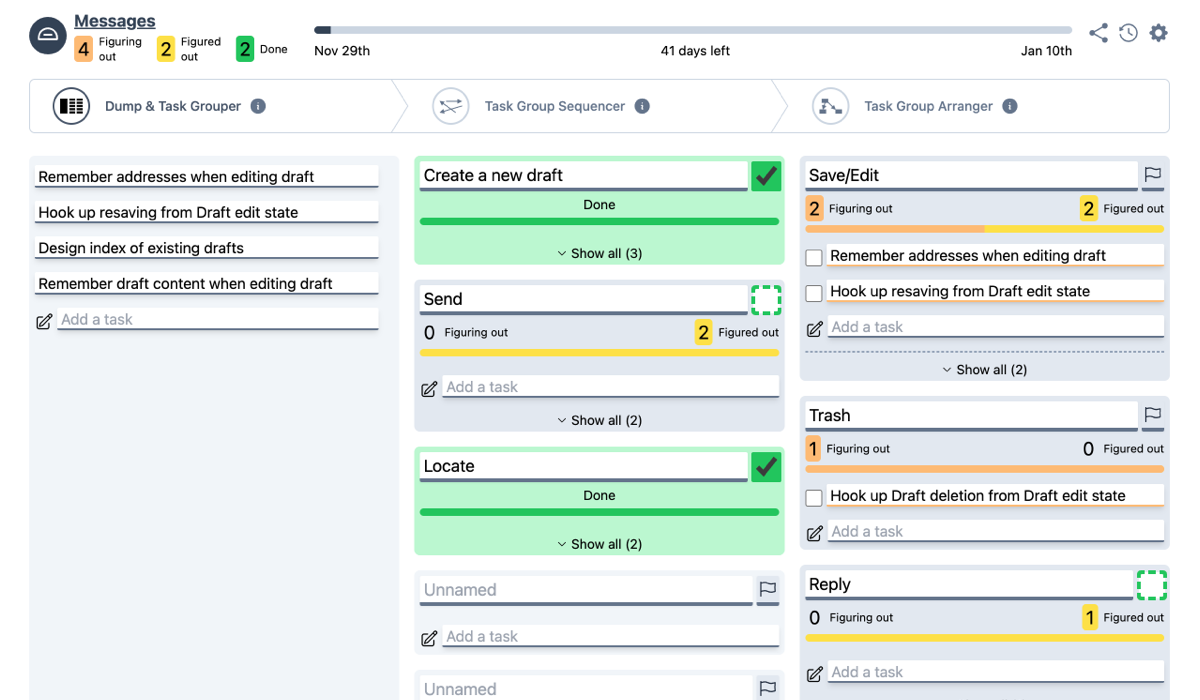 Messages
4 Figuring out
2 Figured out
2 Done
Nov 29th
41 days left
Jan 10th
Dump & Task Grouper
Task Group Sequencer
Task Group Arranger
Remember addresses when editing draft
Hook up resaving from Draft edit state
Design index of existing drafts
Remember draft content when editing draft
Add a task
Create a new draft
Done
Show all (3)
Send
0 Figuring out
2 Figured out
Add a task
Show all (2)
Locate
Done
Show all (2)
Unnamed
Add a task
Unnamed
Save/Edit
2 Figuring out
2 Figured out
Remember addresses when editing draft
Hook up resaving from Draft edit state
Add a task
Show all (2)
Trash
1 Figuring out
0 Figured out
Hook up Draft deletion from Draft edit state
Add a task
Reply
0 Figuring out
1 Figured out
Add a task